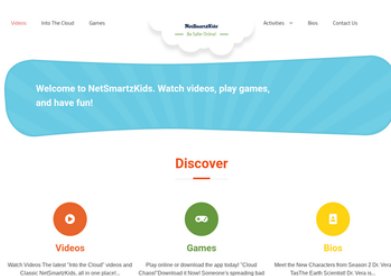 Videos
Into The Cloud
Games
NetSmartzKids
Be Safer Online!
Activities
Bios
Contact Us
Welcome to NetSmartzKids. Watch videos, play games,
and have fun!
Discover
Videos
Watch Videos The latest "Into the Cloud" videos and
Classic NetSmartzKids, all in one place!...
Games
Play online or download the app today! "Cloud
Chaos!"Download it Now! Someone's spreading bad
Bios
Meet the New Characters from Season 2 Dr. Vera
TaxThe Earth Scientist! Dr. Vera is...